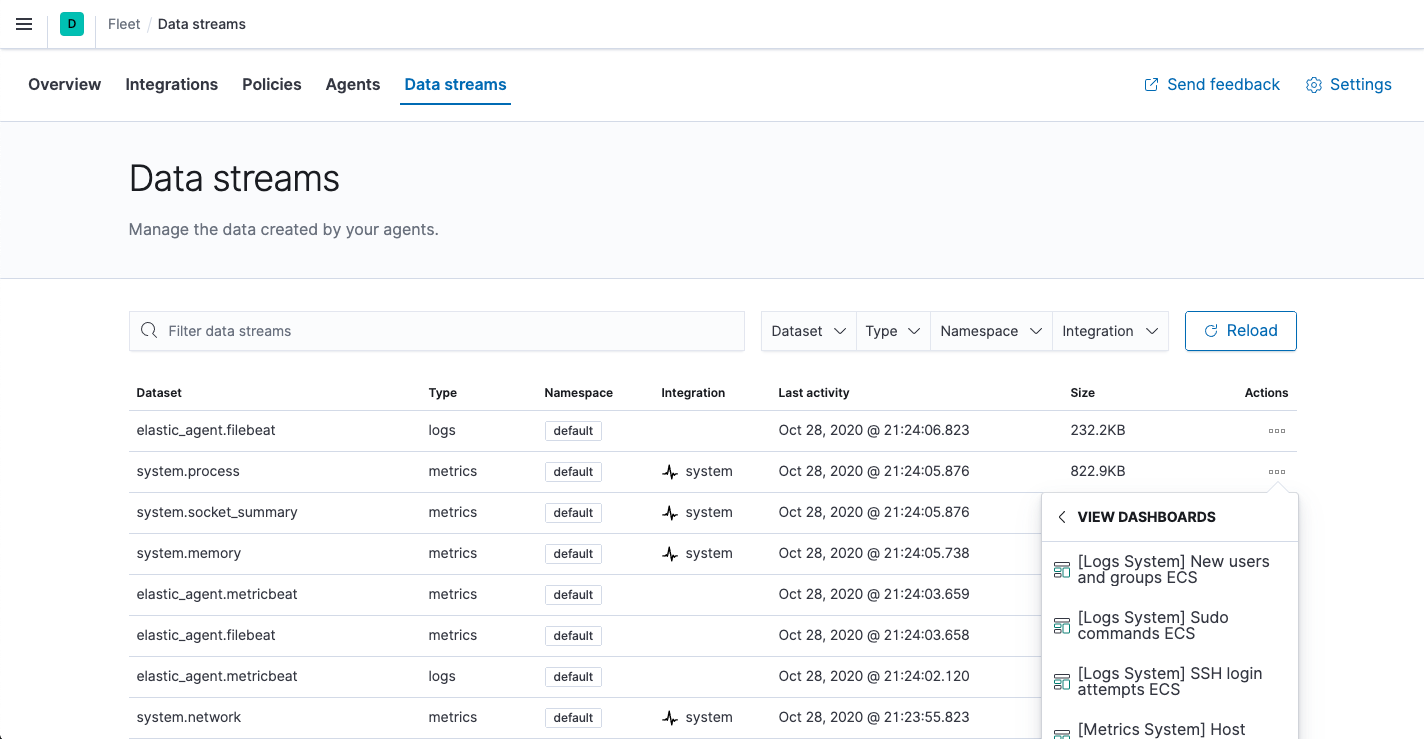 D Fleet / Data streams
Overview Integrations Policies Agents Data streams Send feedback Settings
Data streams
Manage the data created by your agents.
Filter data streams Dataset Type Namespace Integration Reload
Dataset Type Namespace Integration Last activity Size Actions
elastic_agent.filebeat logs default Oct 28, 2020 @ 21:24:06.823 232.2KB
system.process metrics default system Oct 28, 2020 @ 21:24:05.876 822.9KB
system.socket_summary metrics default system Oct 28, 2020 @ 21:24:05.876
system.memory metrics default system Oct 28, 2020 @ 21:24:05.738
elastic_agent.metricbeat metrics default Oct 28, 2020 @ 21:24:03.659
elastic_agent.filebeat metrics default Oct 28, 2020 @ 21:24:03.658
elastic_agent.metricbeat logs default Oct 28, 2020 @ 21:24:02.120
system.network metrics default system Oct 28, 2020 @ 21:23:55.823
VIEW DASHBOARDS
[Logs System] New users
and groups ECS
[Logs System] Sudo
commands ECS
[Logs System] SSH login
attempts ECS
[Metrics System] Host